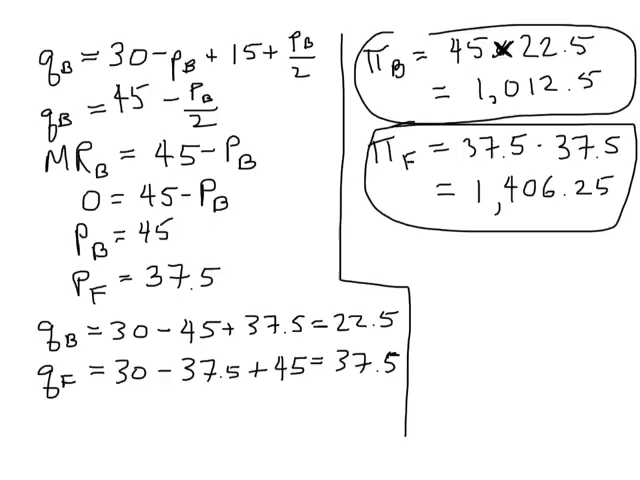 q_B = 30 - p_B + 15 + p_B/2
q_B = 45 - p_B/2
MR_B = 45 - p_B
0 = 45 - p_B
p_B = 45
p_F = 37.5
q_B = 30 - 45 + 37.5 = 22.5
q_F = 30 - 37.5 + 45 = 37.5
π_B = 45 × 22.5
= 1,012.5
π_F = 37.5 · 37.5
= 1,406.25